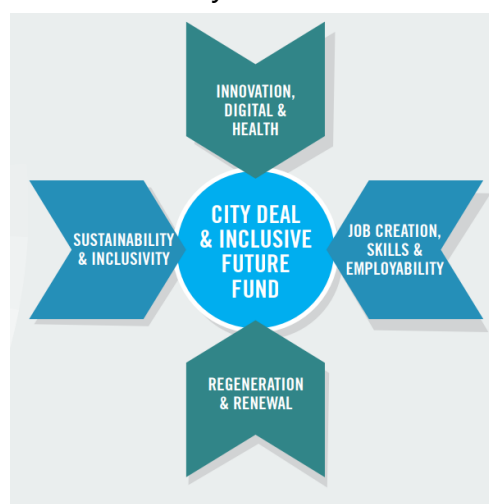 INNOVATION,
DIGITAL &
HEALTH
SUSTAINABILITY
& INCLUSIVITY
CITY DEAL
& INCLUSIVE
FUTURE
FUND
JOB CREATION,
SKILLS &
EMPLOYABILITY
REGENERATION
& RENEWAL